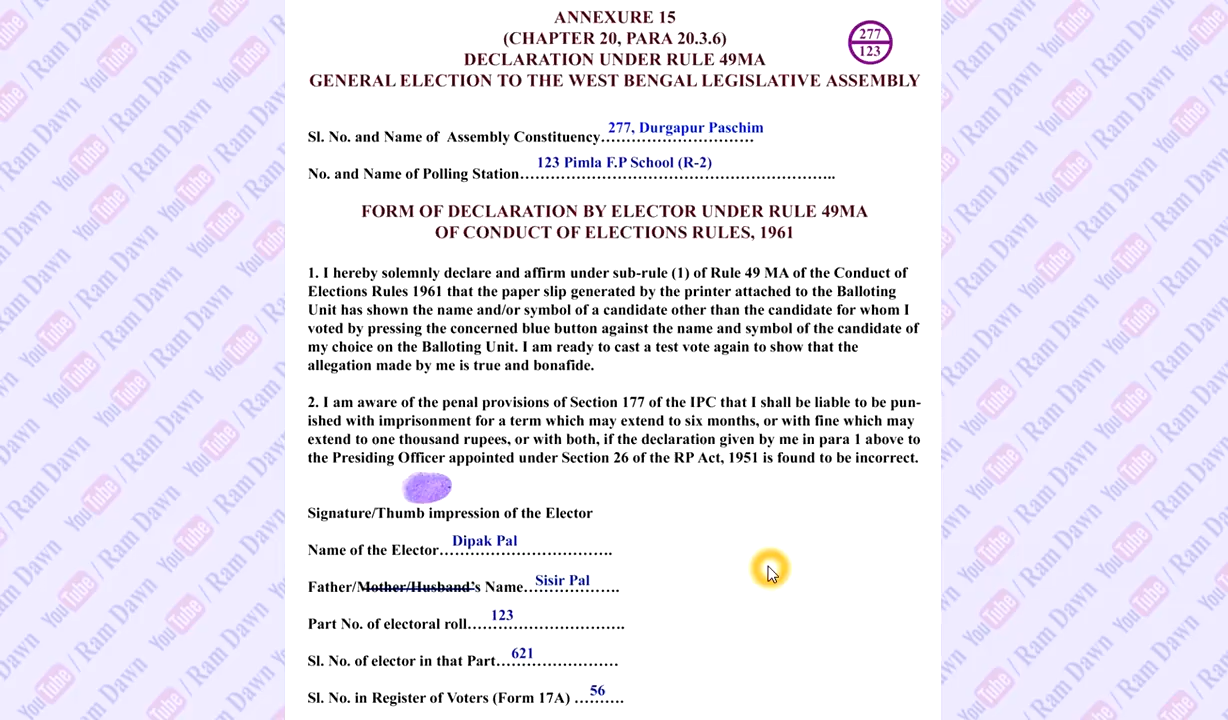 ANNEXURE 15
(CHAPTER 20, PARA 20.3.6)
DECLARATION UNDER RULE 49MA
GENERAL ELECTION TO THE WEST BENGAL LEGISLATIVE ASSEMBLY
277
123
Sl. No. and Name of Assembly Constituency 277, Durgapur Paschim
No. and Name of Polling Station 123 Pimla F.P School (R-2)
FORM OF DECLARATION BY ELECTOR UNDER RULE 49MA
OF CONDUCT OF ELECTIONS RULES, 1961
1. I hereby solemnly declare and affirm under sub-rule (1) of Rule 49 MA of the Conduct of
Elections Rules 1961 that the paper slip generated by the printer attached to the Balloting
Unit has shown the name and/or symbol of a candidate other than the candidate for whom I
voted by pressing the concerned blue button against the name and symbol of the candidate of
my choice on the Balloting Unit. I am ready to cast a test vote again to show that the
allegation made by me is true and bonafide.
2. I am aware of the penal provisions of Section 177 of the IPC that I shall be liable to be pun-
ished with imprisonment for a term which may extend to six months, or with fine which may
extend to one thousand rupees, or with both, if the declaration given by me in para 1 above to
the Presiding Officer appointed under Section 26 of the RP Act, 1951 is found to be incorrect.
Signature/Thumb impression of the Elector
Name of the Elector Dipak Pal
Father/Mother/Husband's Name Sisir Pal
Part No. of electoral roll 123
Sl. No. of elector in that Part 621
Sl. No. in Register of Voters (Form 17A) 56
YouTube / Ram Dawn